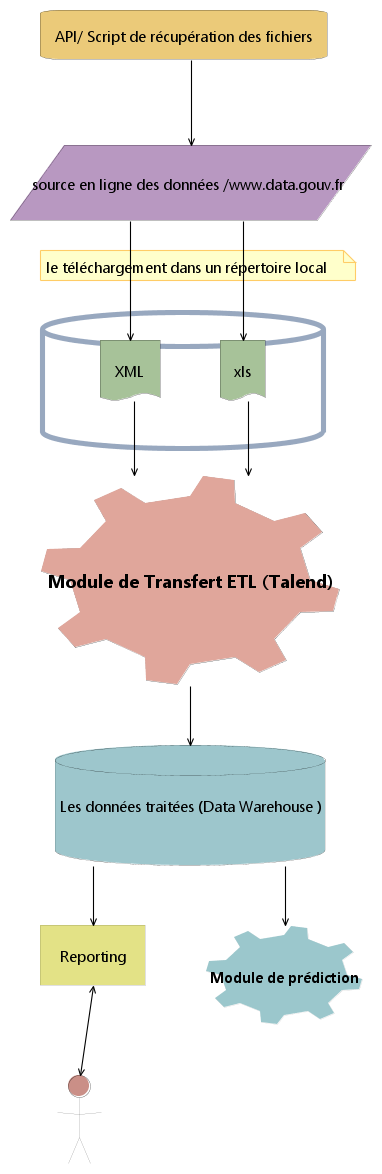 API/ Script de récupération des fichiers
source en ligne des données /www.data.gouv.fr
le téléchargement dans un répertoire local
XML
xls
Module de Transfert ETL (Talend)
Les données traitées (Data Warehouse )
Reporting
Module de prédiction